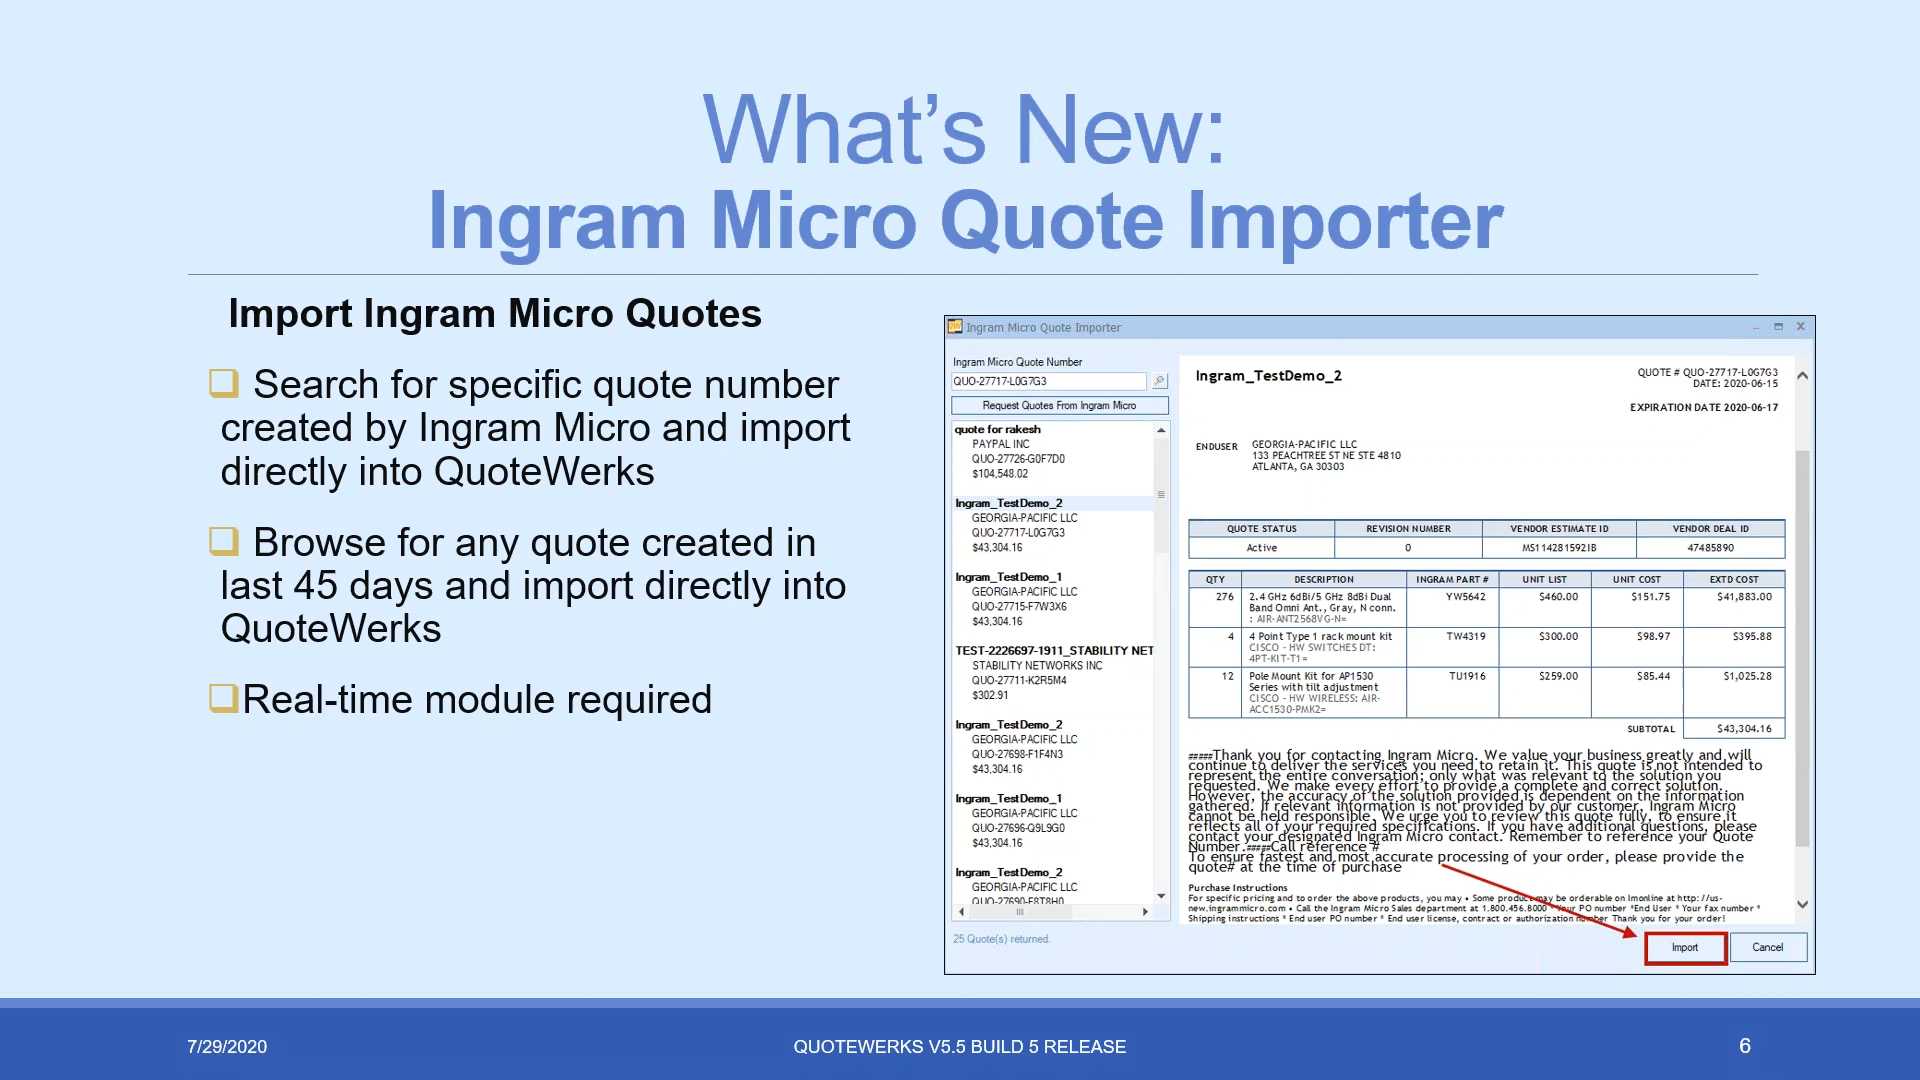 What's New:
Ingram Micro Quote Importer
Import Ingram Micro Quotes
Search for specific quote number
created by Ingram Micro and import
directly into QuoteWerks
Browse for any quote created in
last 45 days and import directly into
QuoteWerks
Real-time module required
Ingram Micro Quote Importer
Ingram Micro Quote Number
QUO-27717-L0G7G3
Request Quotes From Ingram Micro
quote for rakesh
PAYPAL INC
QUO-27726-G0F7D0
$104,548.02
Ingram_TestDemo_2
GEORGIA-PACIFIC LLC
QUO-27717-L0G7G3
$43,304.16
Ingram_TestDemo_1
GEORGIA-PACIFIC LLC
QUO-27715-F7W3X6
$43,304.16
TEST-2226697-1911_STABILITY NET
STABILITY NETWORKS INC
QUO-27711-K2R5M4
$302.91
Ingram_TestDemo_2
GEORGIA-PACIFIC LLC
QUO-27698-F1F4N3
$43,304.16
Ingram_TestDemo_1
GEORGIA-PACIFIC LLC
QUO-27696-Q9L9G0
$43,304.16
Ingram_TestDemo_2
GEORGIA-PACIFIC LLC
QUO-27690-F8T8H0
25 Quote(s) returned.
Ingram_TestDemo_2
QUOTE # QUO-27717-L0G7G3
DATE: 2020-06-15
EXPIRATION DATE 2020-06-17
ENDUSER GEORGIA-PACIFIC LLC
133 PEACHTREE ST NE STE 4810
ATLANTA, GA 30303
QUOTE STATUS REVISION NUMBER VENDOR ESTIMATE ID VENDOR DEAL ID
Active 0 MS114281592IB 47485890
QTY DESCRIPTION INGRAM PART # UNIT LIST UNIT COST EXTD COST
276 2.4 GHz 6dBi/5 GHz 8dBi Dual YW5642 $460.00 $151.75 $41,883.00
Band Omni Ant., Gray, N conn.
: AIR-ANT2568VG-N=
4 4 Point Type 1 rack mount kit TW4319 $300.00 $98.97 $395.88
CISCO - HW SWITCHES DT:
4PT-KIT-T1=
12 Pole Mount Kit for AP1530 TU1916 $259.00 $85.44 $1,025.28
Series with tilt adjustment
CISCO - HW WIRELESS: AIR-
ACC1530-PMK2=
SUBTOTAL $43,304.16
#####Thank you for contacting Ingram Micro. We value your business greatly and will
continue to deliver the services you need to retain it. This quote is not intended to
represent the entire conversation; only what was relevant to the solution you
requested. We make every effort to provide a complete and correct solution.
However, the accuracy of the solution provided is dependent on the information
gathered. If relevant information is not provided by our customer, Ingram Micro
cannot be held responsible. We urge you to review this quote fully, to ensure it
reflects all of your required specifications. If you have additional questions, please
contact your designated Ingram Micro contact. Remember to reference your Quote
Number.#####Call reference #
To ensure fastest and most accurate processing of your order, please provide the
quote# at the time of purchase
Purchase Instructions
For specific pricing and to order the above products, you may • Some product may be orderable on Imonline at http://us-
new.ingrammicro.com • Call the Ingram Micro Sales department at 1.800.456.8000 * Your PO number *End User * Your fax number *
Shipping instructions * End user PO number * End user license, contract or authorization number Thank you for your order!
Import
Cancel
7/29/2020
QUOTEWERKS V5.5 BUILD 5 RELEASE
6